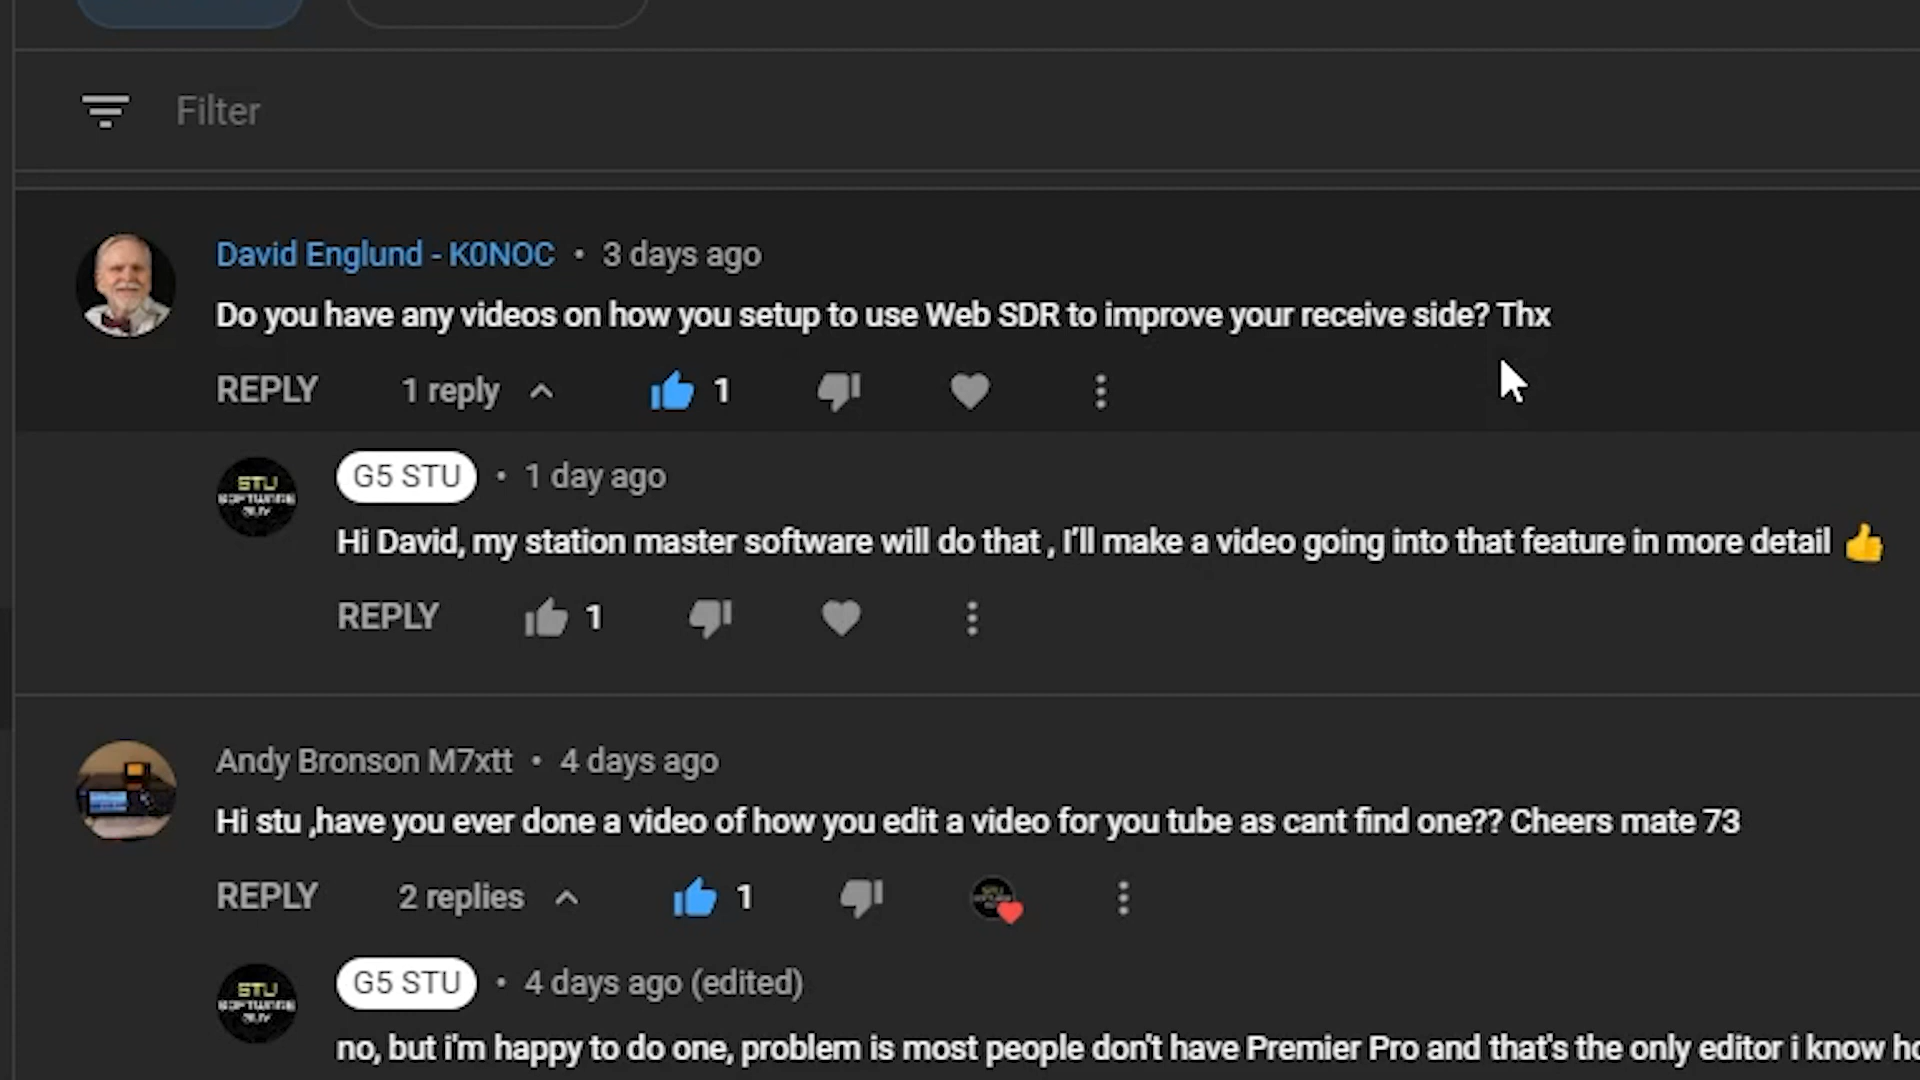 Filter
David Englund - K0NOC • 3 days ago
Do you have any videos on how you setup to use Web SDR to improve your receive side? Thx
REPLY 1 reply 1
STU
SOFTWARE
GUY
G5 STU • 1 day ago
Hi David, my station master software will do that , I'll make a video going into that feature in more detail 👍
REPLY 1
Andy Bronson M7xtt • 4 days ago
Hi stu ,have you ever done a video of how you edit a video for you tube as cant find one?? Cheers mate 73
REPLY 2 replies 1
STU
SOFTWARE
GUY
G5 STU • 4 days ago (edited)
no, but i'm happy to do one, problem is most people don't have Premier Pro and that's the only editor i know